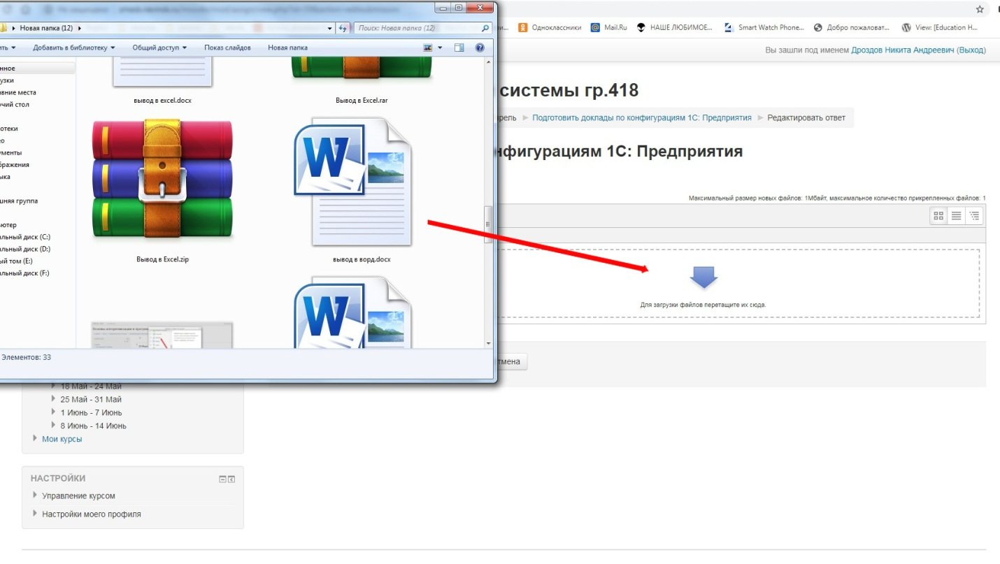 Новая папка (12)
Поиск: Новая папка (12)
Одноклассники
Mail.Ru
НАШЕ ЛЮБИМОЕ...
Smart Watch Phone...
Добро пожаловат...
View: [Education H...
Добавить в библиотеку
Общий доступ
Показ слайдов
Новая папка
Вы зашли под именем Дроздов Никита Андреевич (Выход)
вывод в excel.docx
Вывод в Excel.rar
Вывод в Excel.zip
вывод в ворд.docx
Элементов: 33
системы гр.418
Подготовить доклады по конфигурациям 1С: Предприятия
Редактировать ответ
нфигурациям 1С: Предприятия
Максимальный размер новых файлов: 1Мбайт, максимальное количество прикрепленных файлов: 1
Для загрузки файлов перетащите их сюда.
тмена
нное
узки
вние места
чий стол
отеки
ео
ументы
бражения
ыка
шняя группа
ьютер
альный диск (C:)
альный диск (D:)
ый том (E:)
альный диск (F:)
18 Май - 24 Май
25 Май - 31 Май
1 Июнь - 7 Июнь
8 Июнь - 14 Июнь
Мои курсы
НАСТРОЙКИ
Управление курсом
Настройки моего профиля